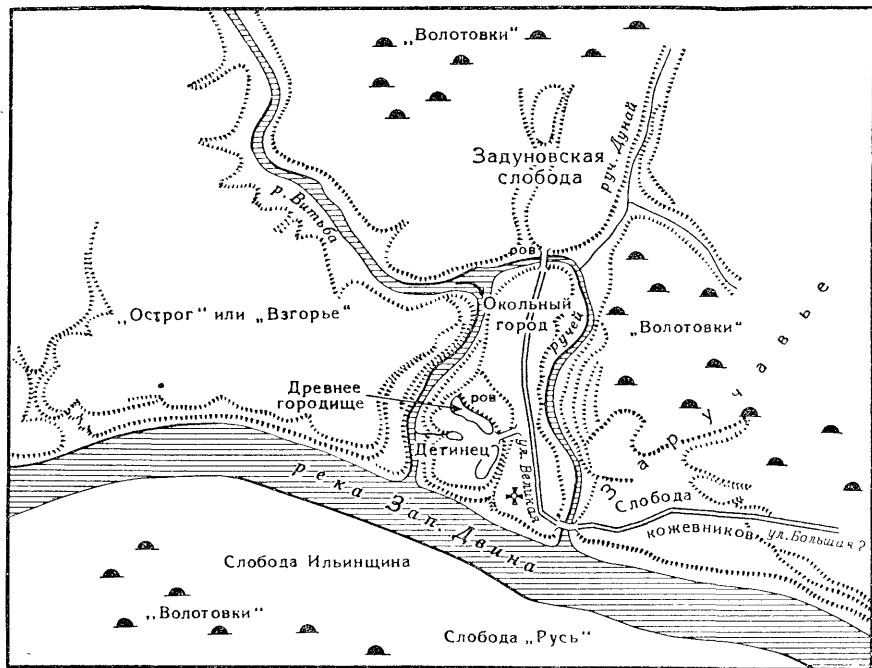 „Волотовки"
Задуновская
слобода
руч. Дунай
р. Витьба
ров
Окольный
город
„Острог" или „Взгорье"
ручей
„Волотовки"
Заручавье
Древнее
городище
ров
Детинец
ул. Великая
Слобода
кожевников
ул. Большая?
река Зап. Двина
Слобода Ильинщина
„Волотовки"
Слобода „Русь"